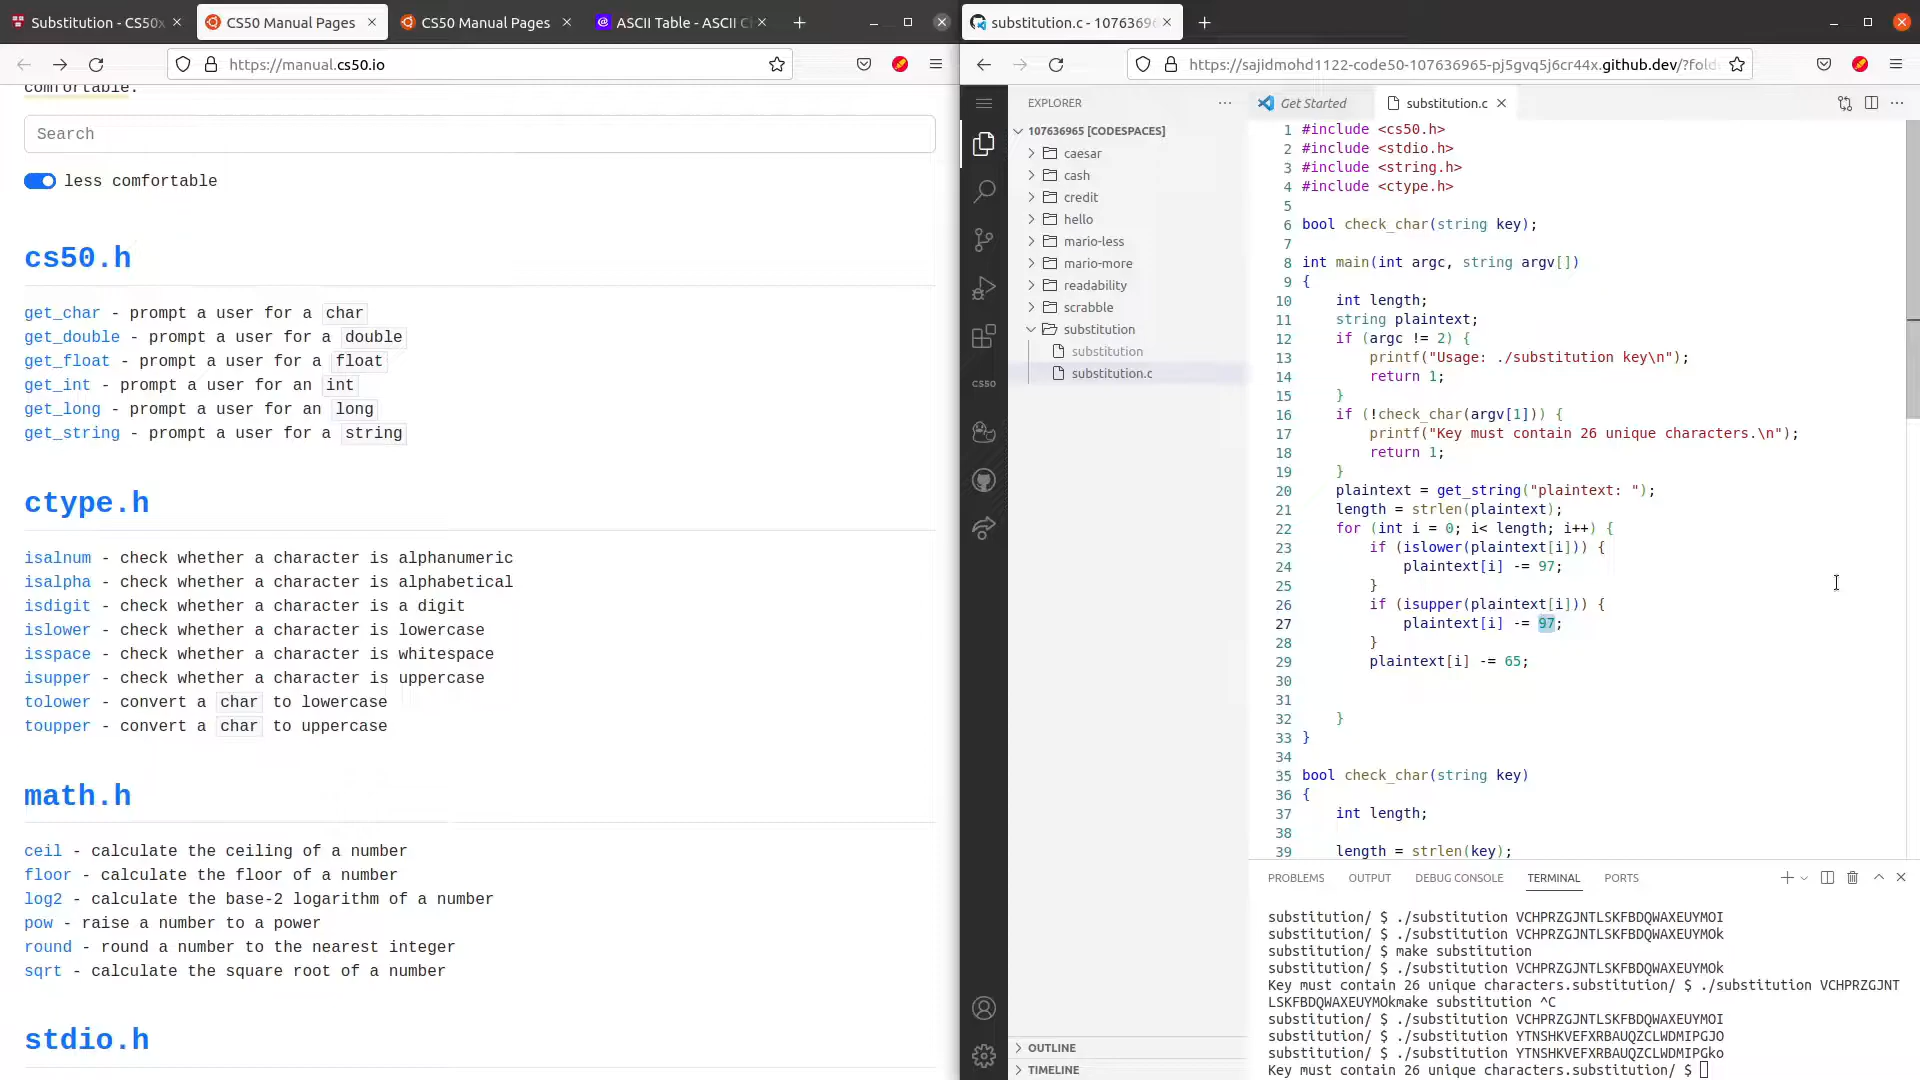 Substitution - CS50x
CS50 Manual Pages
CS50 Manual Pages
ASCII Table - ASCII C
https://manual.cs50.io
comfortable.
Search
less comfortable
cs50.h
get_char - prompt a user for a char
get_double - prompt a user for a double
get_float - prompt a user for a float
get_int - prompt a user for an int
get_long - prompt a user for an long
get_string - prompt a user for a string
ctype.h
isalnum - check whether a character is alphanumeric
isalpha - check whether a character is alphabetical
isdigit - check whether a character is a digit
islower - check whether a character is lowercase
isspace - check whether a character is whitespace
isupper - check whether a character is uppercase
tolower - convert a char to lowercase
toupper - convert a char to uppercase
math.h
ceil - calculate the ceiling of a number
floor - calculate the floor of a number
log2 - calculate the base-2 logarithm of a number
pow - raise a number to a power
round - round a number to the nearest integer
sqrt - calculate the square root of a number
stdio.h
substitution.c - 10763696
https://sajidmohd1122-code50-107636965-pj5gvq5j6cr44x.github.dev/?fold
EXPLORER
107636965 [CODESPACES]
caesar
cash
credit
hello
mario-less
mario-more
readability
scrabble
substitution
substitution
substitution.c
CS50
OUTLINE
TIMELINE
Get Started
substitution.c
1 #include <cs50.h>
2 #include <stdio.h>
3 #include <string.h>
4 #include <ctype.h>
5
6 bool check_char(string key);
7
8 int main(int argc, string argv[])
9 {
10 int length;
11 string plaintext;
12 if (argc != 2) {
13 printf("Usage: ./substitution key\n");
14 return 1;
15 }
16 if (!check_char(argv[1])) {
17 printf("Key must contain 26 unique characters.\n");
18 return 1;
19 }
20 plaintext = get_string("plaintext: ");
21 length = strlen(plaintext);
22 for (int i = 0; i< length; i++) {
23 if (islower(plaintext[i])) {
24 plaintext[i] -= 97;
25 }
26 if (isupper(plaintext[i])) {
27 plaintext[i] -= 97;
28 }
29 plaintext[i] -= 65;
30
31
32 }
33 }
34
35 bool check_char(string key)
36 {
37 int length;
38
39 length = strlen(key);
PROBLEMS OUTPUT DEBUG CONSOLE TERMINAL PORTS
substitution/ $ ./substitution VCHPRZGJNTLSKFBDQWAXEUYMOI
substitution/ $ ./substitution VCHPRZGJNTLSKFBDQWAXEUYMOk
substitution/ $ make substitution
substitution/ $ ./substitution VCHPRZGJNTLSKFBDQWAXEUYMOk
Key must contain 26 unique characters.substitution/ $ ./substitution VCHPRZGJNT
LSKFBDQWAXEUYMOkmake substitution ^C
substitution/ $ ./substitution VCHPRZGJNTLSKFBDQWAXEUYMOI
substitution/ $ ./substitution YTNSHKVEFXRBAUQZCLWDMIPGJO
substitution/ $ ./substitution YTNSHKVEFXRBAUQZCLWDMIPGko
Key must contain 26 unique characters.substitution/ $